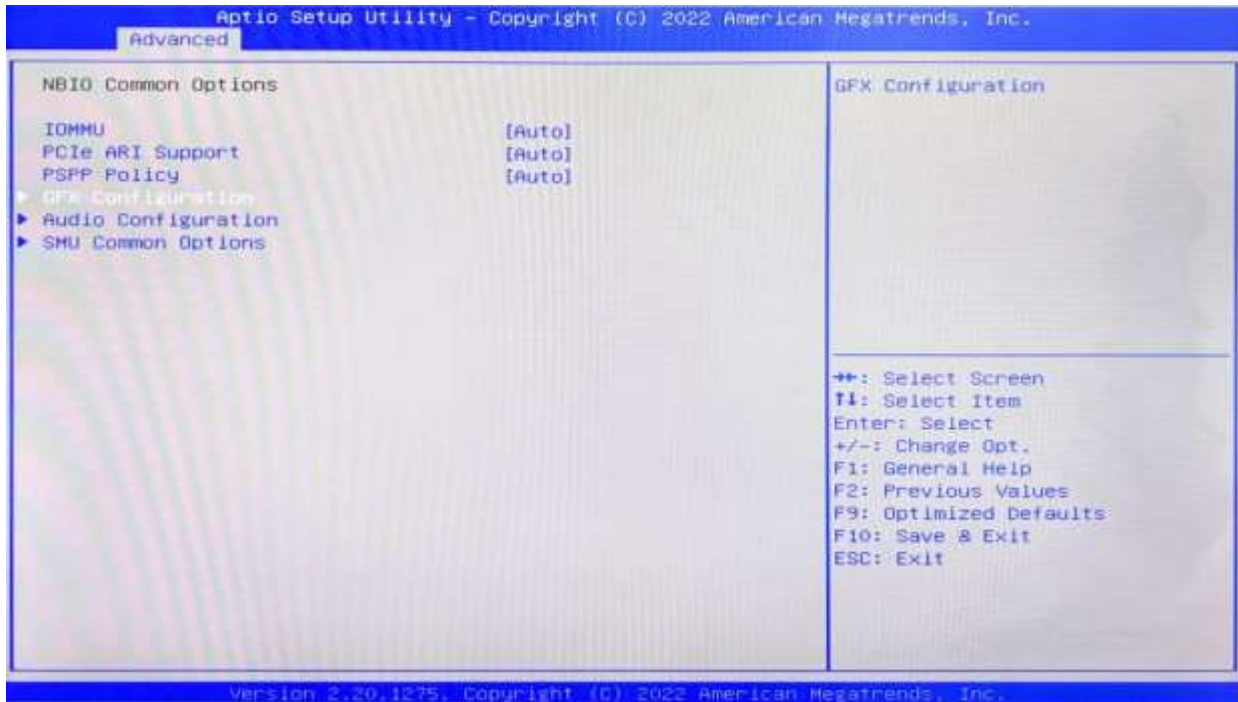 Aptio Setup Utility - Copyright (C) 2022 American Megatrends, Inc.
Advanced
NBIO Common Options
IOMMU [Auto]
PCIe ARI Support [Auto]
PSPP Policy [Auto]
GFX Configuration
Audio Configuration
SMU Common Options
GFX Configuration
→←: Select Screen
↑↓: Select Item
Enter: Select
+/-: Change Opt.
F1: General Help
F2: Previous Values
F9: Optimized Defaults
F10: Save & Exit
ESC: Exit
Version 2.20.1275. Copyright (C) 2022 American Megatrends, Inc.